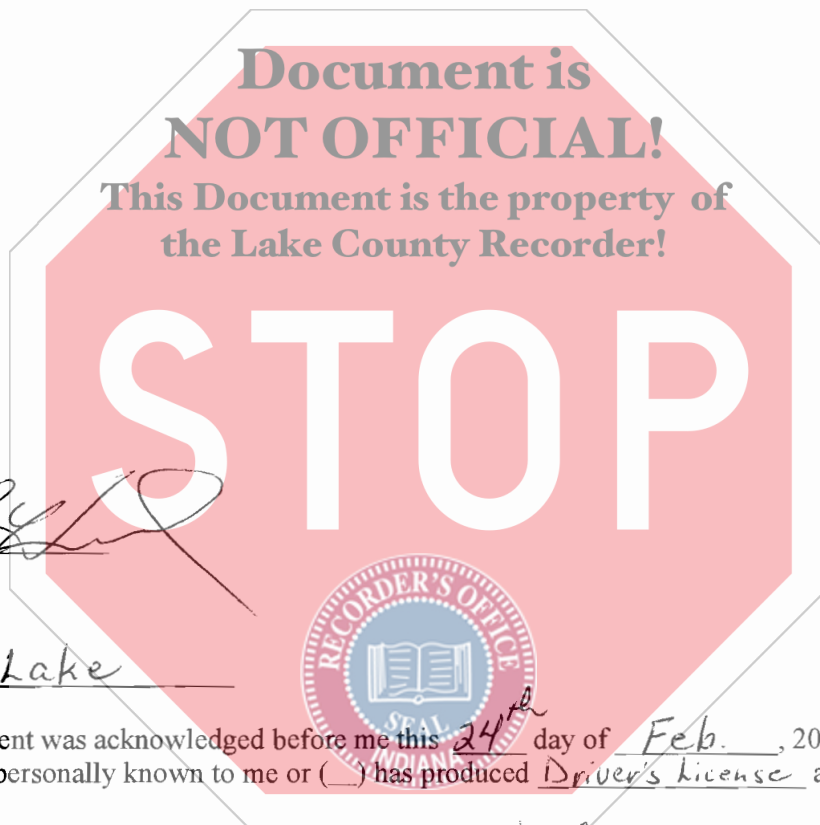 Document is
NOT OFFICIAL!
This Document is the property of
the Lake County Recorder!
STOP
Lake
RECORDER'S OFFICE
SEAL
INDIANA
ent was acknowledged before me this 24th day of Feb., 20
personally known to me or (__) has produced Driver's License a